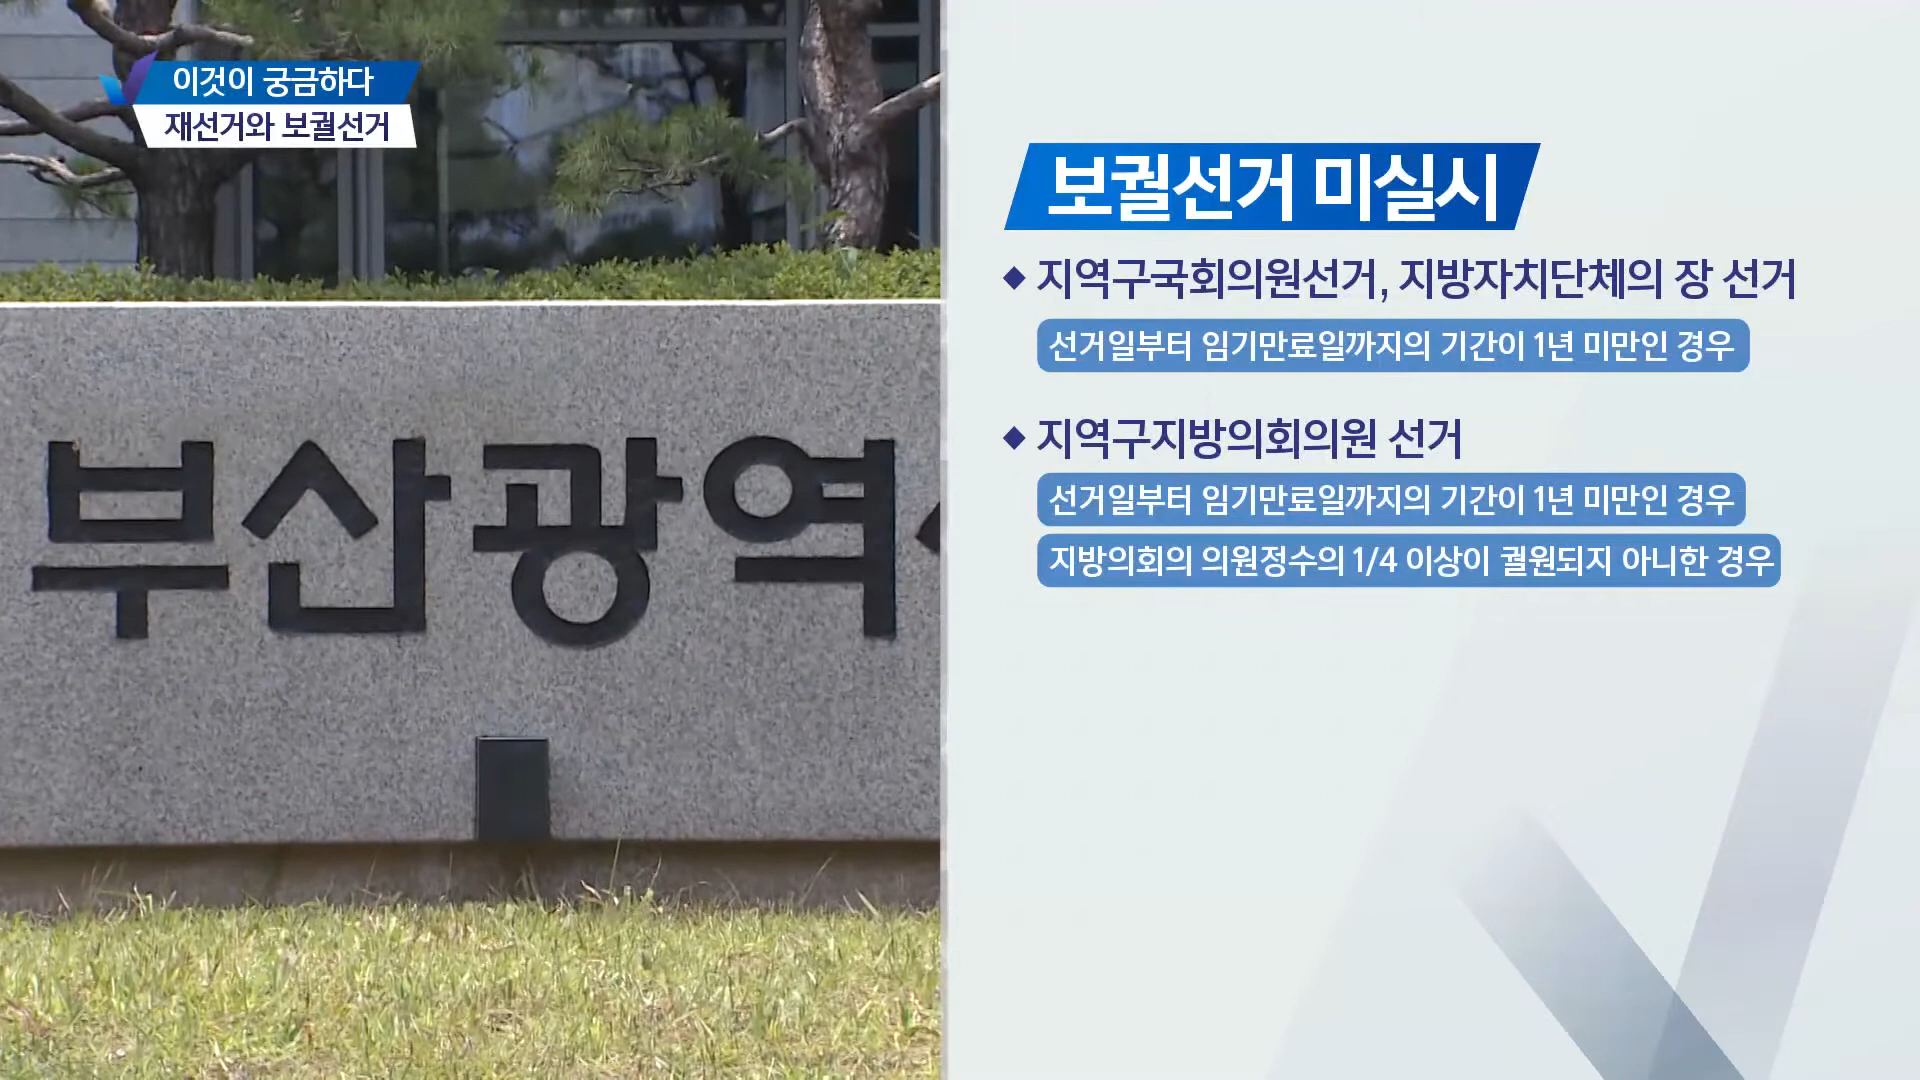 이것이 궁금하다
재선거와 보궐선거
부산광역
보궐선거 미실시
◆ 지역구국회의원선거, 지방자치단체의 장 선거
선거일부터 임기만료일까지의 기간이 1년 미만인 경우
◆ 지역구지방의회의원 선거
선거일부터 임기만료일까지의 기간이 1년 미만인 경우
지방의회의 의원정수의 1/4 이상이 궐원되지 아니한 경우